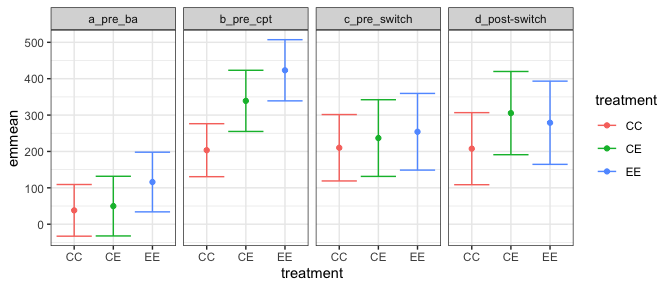 a_pre_ba b_pre_cpt c_pre_switch d_post-switch
500
400
300
200
100
0
emmean
CC CE EE CC CE EE CC CE EE CC CE EE
treatment
treatment
CC
CE
EE